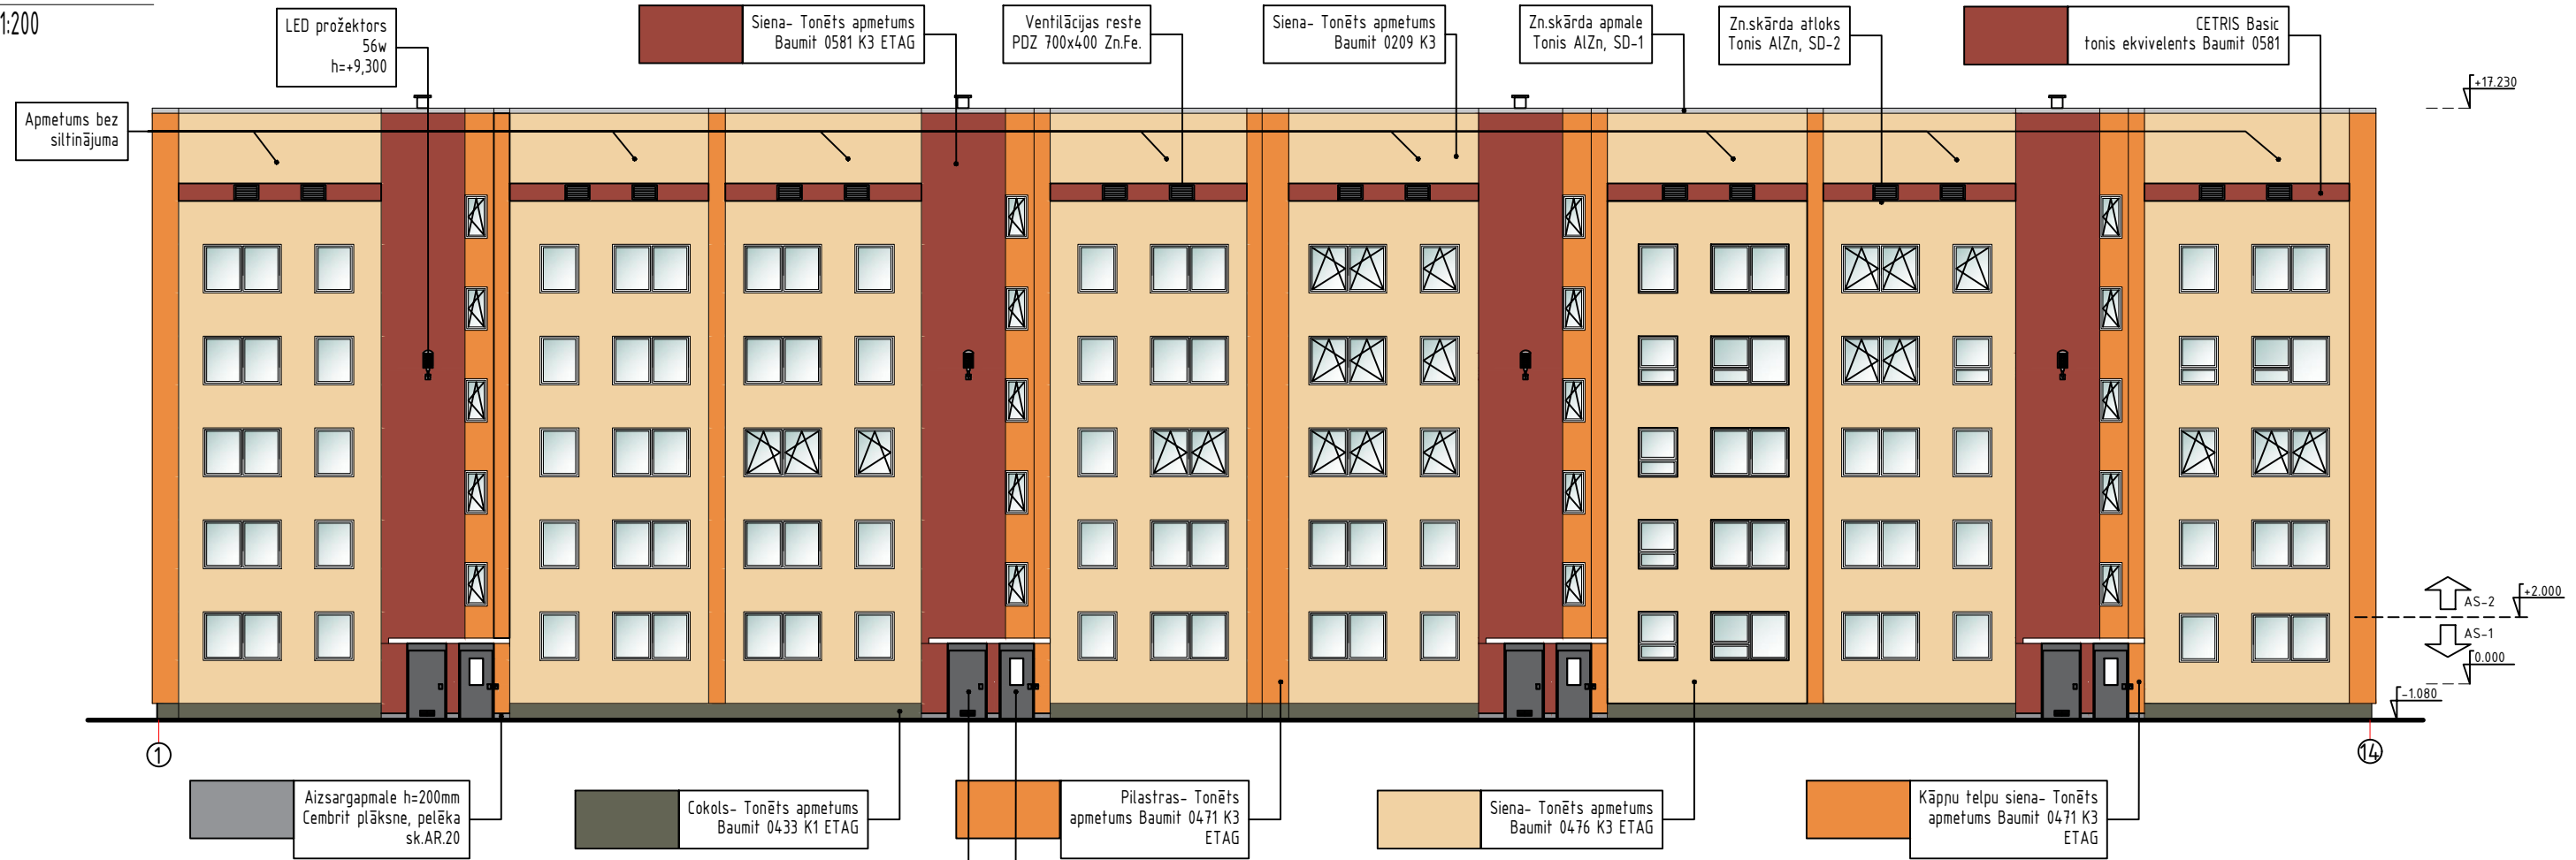 1:200
LED prožektors
56w
h=+9,300
Siena- Tonēts apmetums
Baumit 0581 K3 ETAG
Ventilācijas reste
PDZ 700x400 Zn.Fe.
Siena- Tonēts apmetums
Baumit 0209 K3
Zn.skārda apmale
Tonis AlZn, SD-1
Zn.skārda atloks
Tonis AlZn, SD-2
CETRIS Basic
tonis ekvivelents Baumit 0581
+17.230
Apmetums bez
siltinājuma
AS-2
+2.000
AS-1
0.000
-1.080
1
14
Aizsargapmale h=200mm
Cembrit plāksne, pelēka
sk.AR.20
Cokols- Tonēts apmetums
Baumit 0433 K1 ETAG
Pilastras- Tonēts
apmetums Baumit 0471 K3
ETAG
Siena- Tonēts apmetums
Baumit 0476 K3 ETAG
Kāpņu telpu siena- Tonēts
apmetums Baumit 0471 K3
ETAG